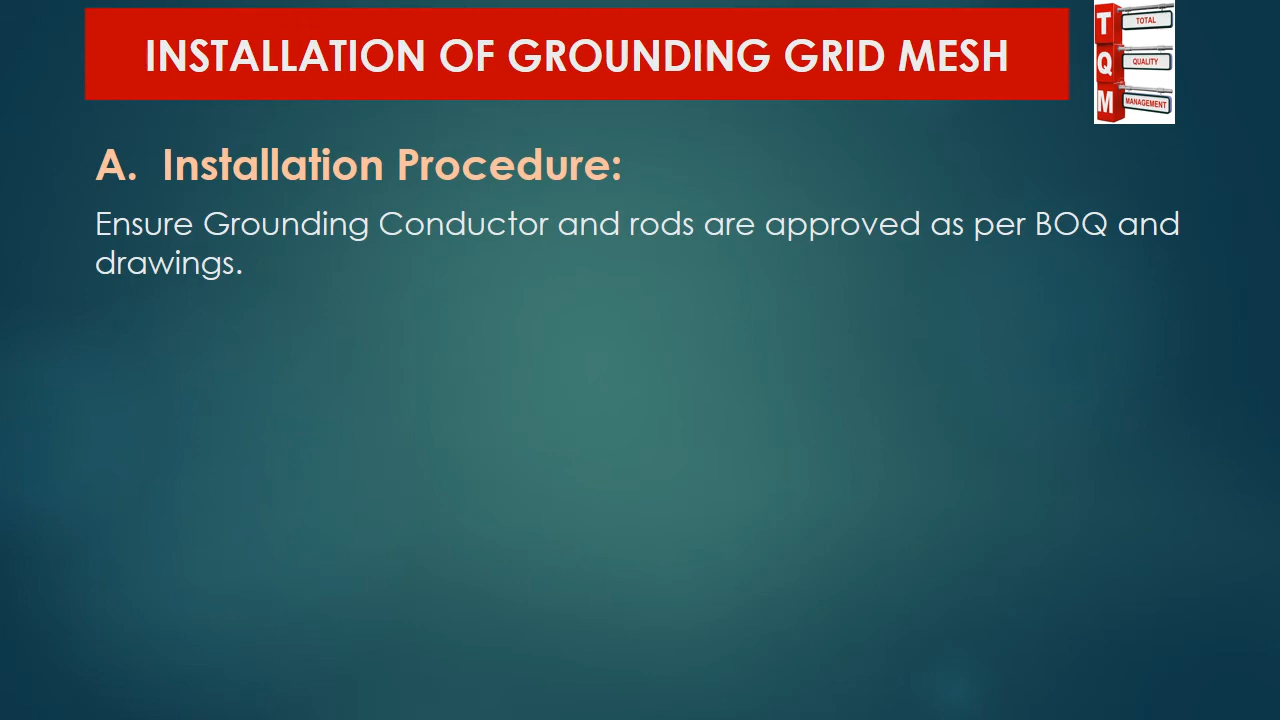 INSTALLATION OF GROUNDING GRID MESH
T TOTAL
Q QUALITY
M MANAGEMENT
A. Installation Procedure:
Ensure Grounding Conductor and rods are approved as per BOQ and
drawings.